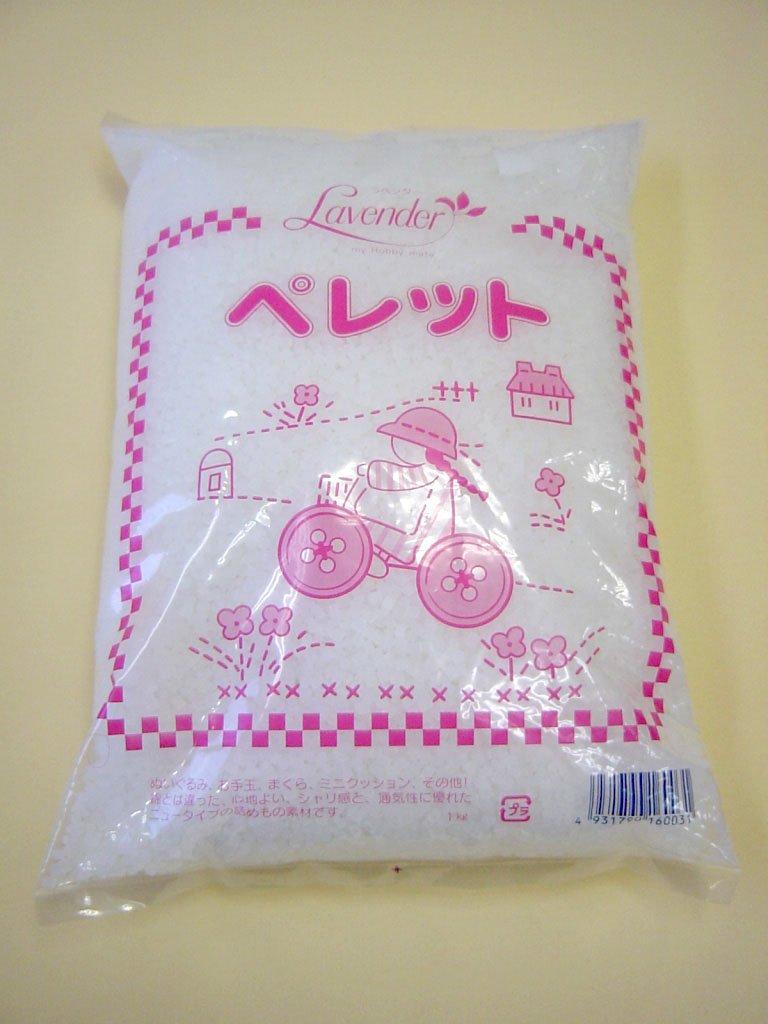 ラベンダー
Lavender
my Hobby mate
ペレット
ぬいぐるみ、お手玉、まくら、ミニクッション、その他!
綿とは違った、心地よい、シャリ感と、通気性に優れた
ニュータイプの詰めもの素材です。
1kg
プラ
4 931799 160031